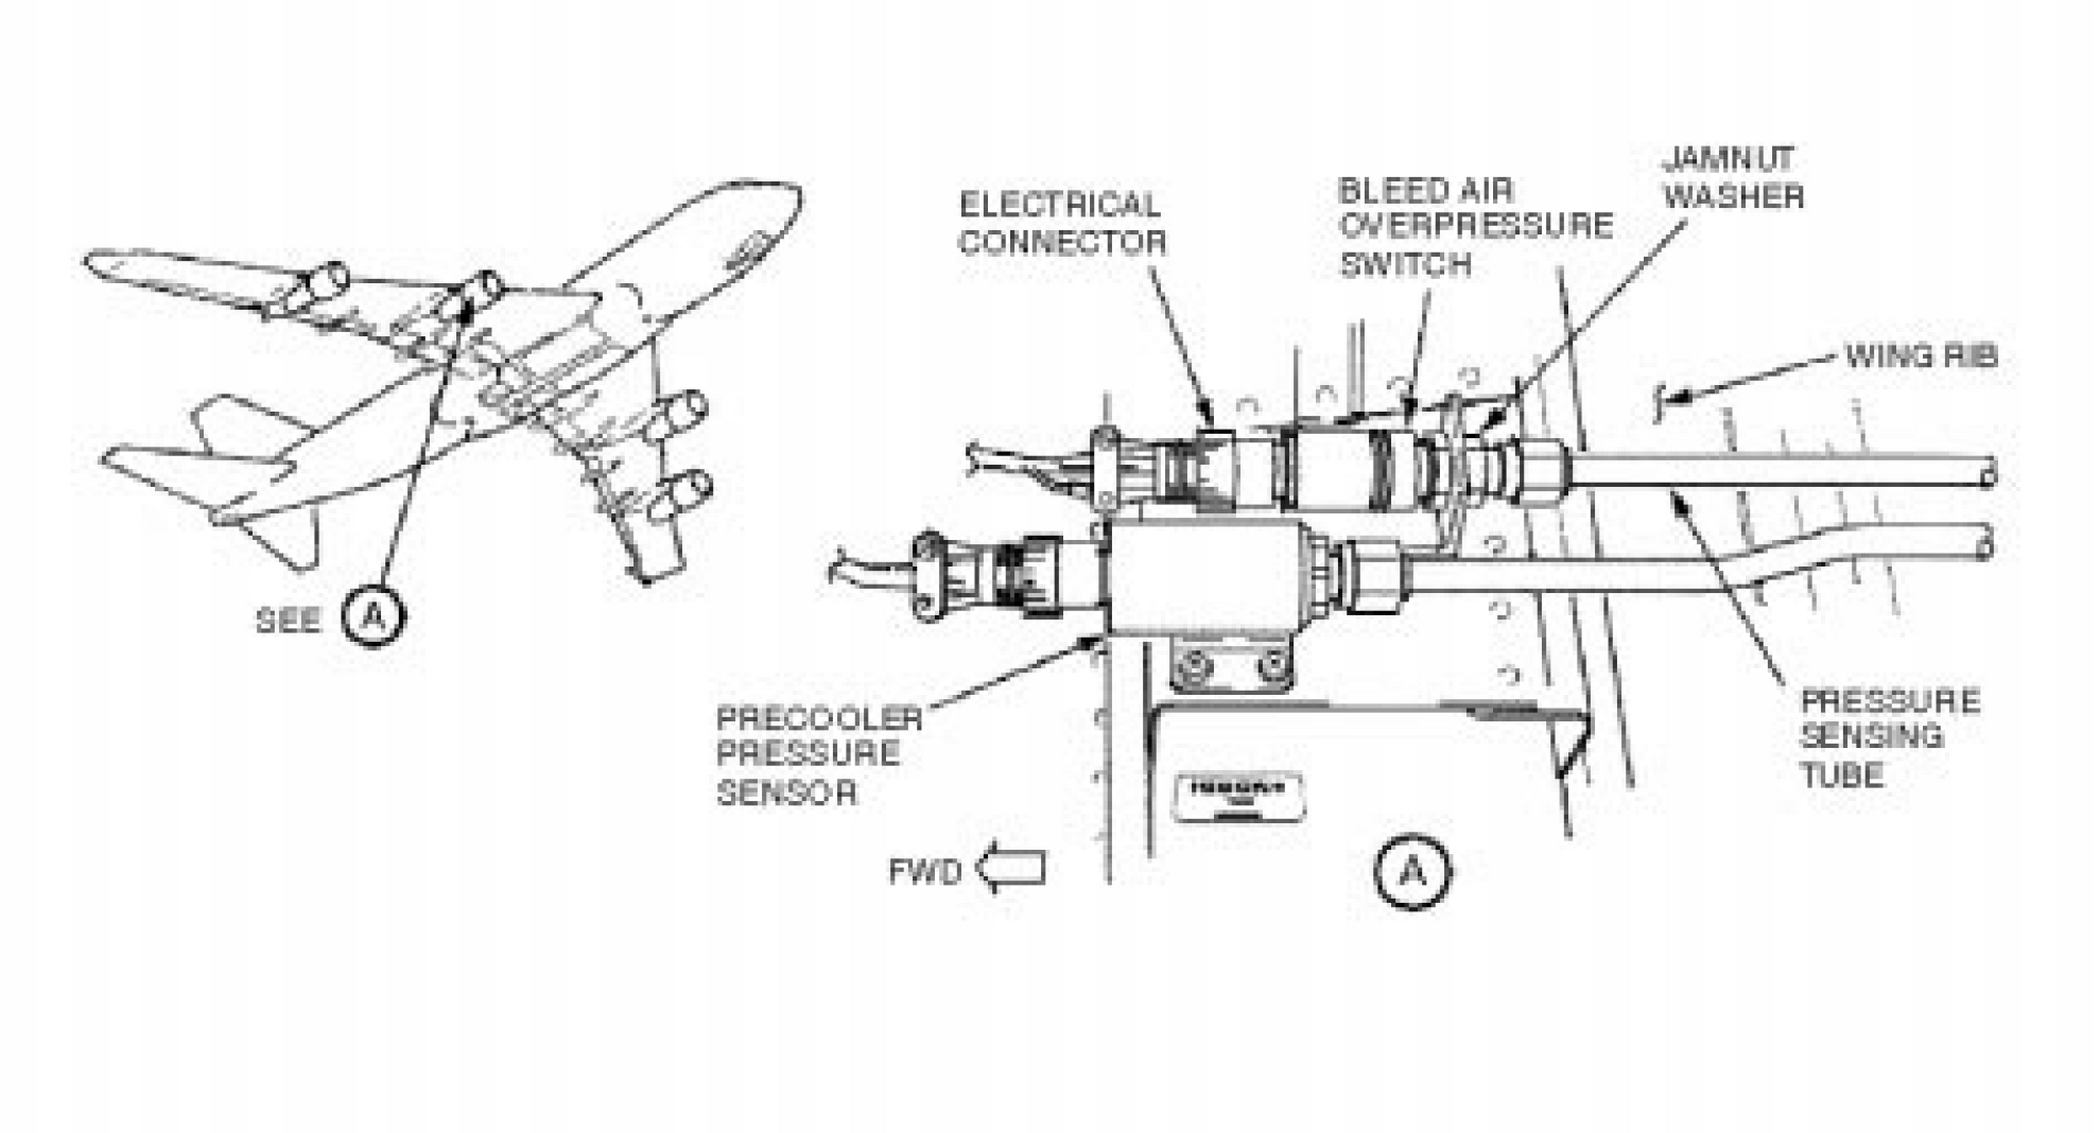 ELECTRICAL
CONNECTOR
BLEED AIR
OVERPRESSURE
SWITCH
JAMNUT
WASHER
WING RIB
SEE A
PRECOOLER
PRESSURE
SENSOR
PRESSURE
SENSING
TUBE
FWD
A